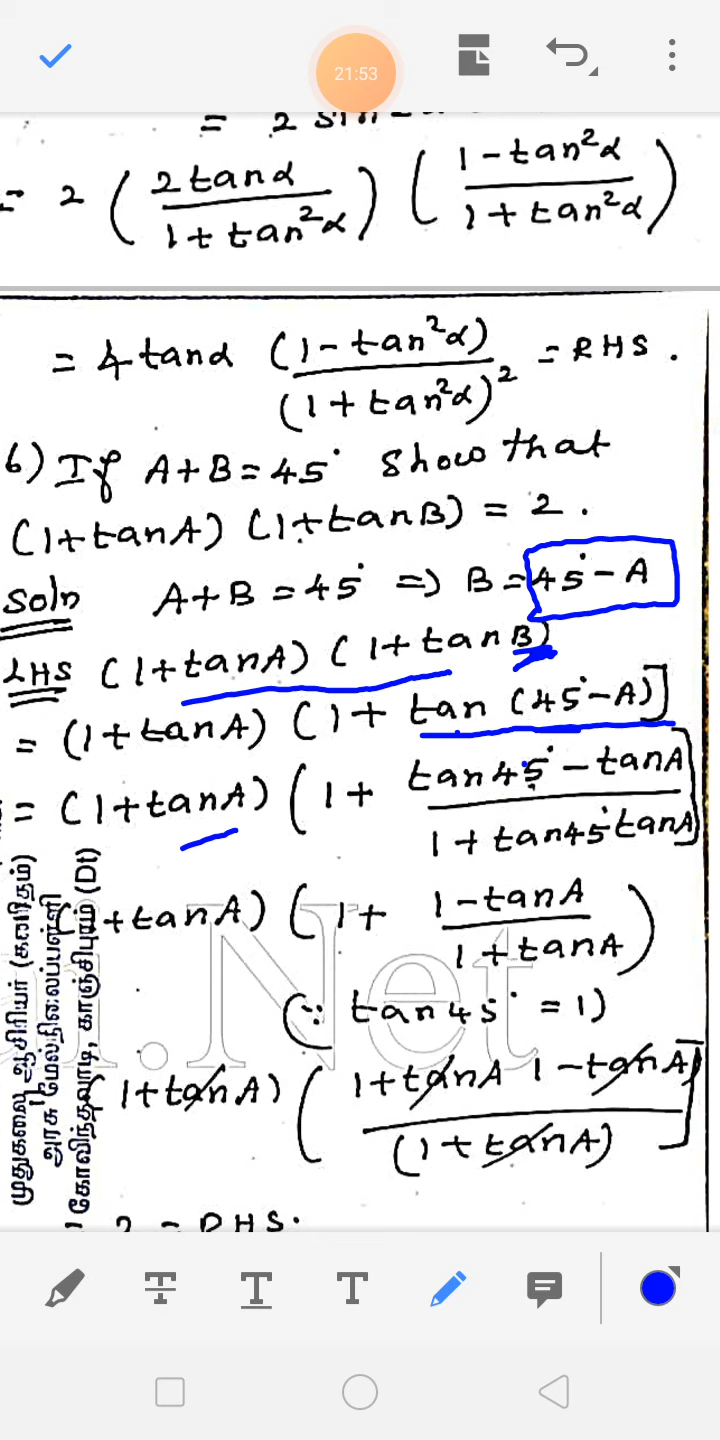 21:53
= 2 sin
= 2 ( 2tanα / 1 + tan²α ) ( 1 - tan²α / 1 + tan²α )
= 4 tanα (1 - tan²α) / (1 + tan²α)² = RHS .
6) If A + B = 45° show that
(1+tanA) (1+tanB) = 2 .
Soln A + B = 45° => B = 45° - A
LHS (1+tanA) (1+tanB)
= (1+tanA) (1 + tan (45° - A)]
= (1+tanA) ( 1 + tan45° - tanA / 1 + tan45° tanA )
(1+tanA) ( 1 + 1 - tanA / 1 + tanA )
(∵ tan45° = 1)
( 1+tanA) ( 1+tanA 1 - tanA / (1 + tanA) ]
2 = RHS.
முதுகலை ஆசிரியர் (கணிதம்)
அரசு மேல்நிலைப்பள்ளி
கோவிந்தவாடி, காஞ்சிபுரம் (Dt)
.Net
T
T
T